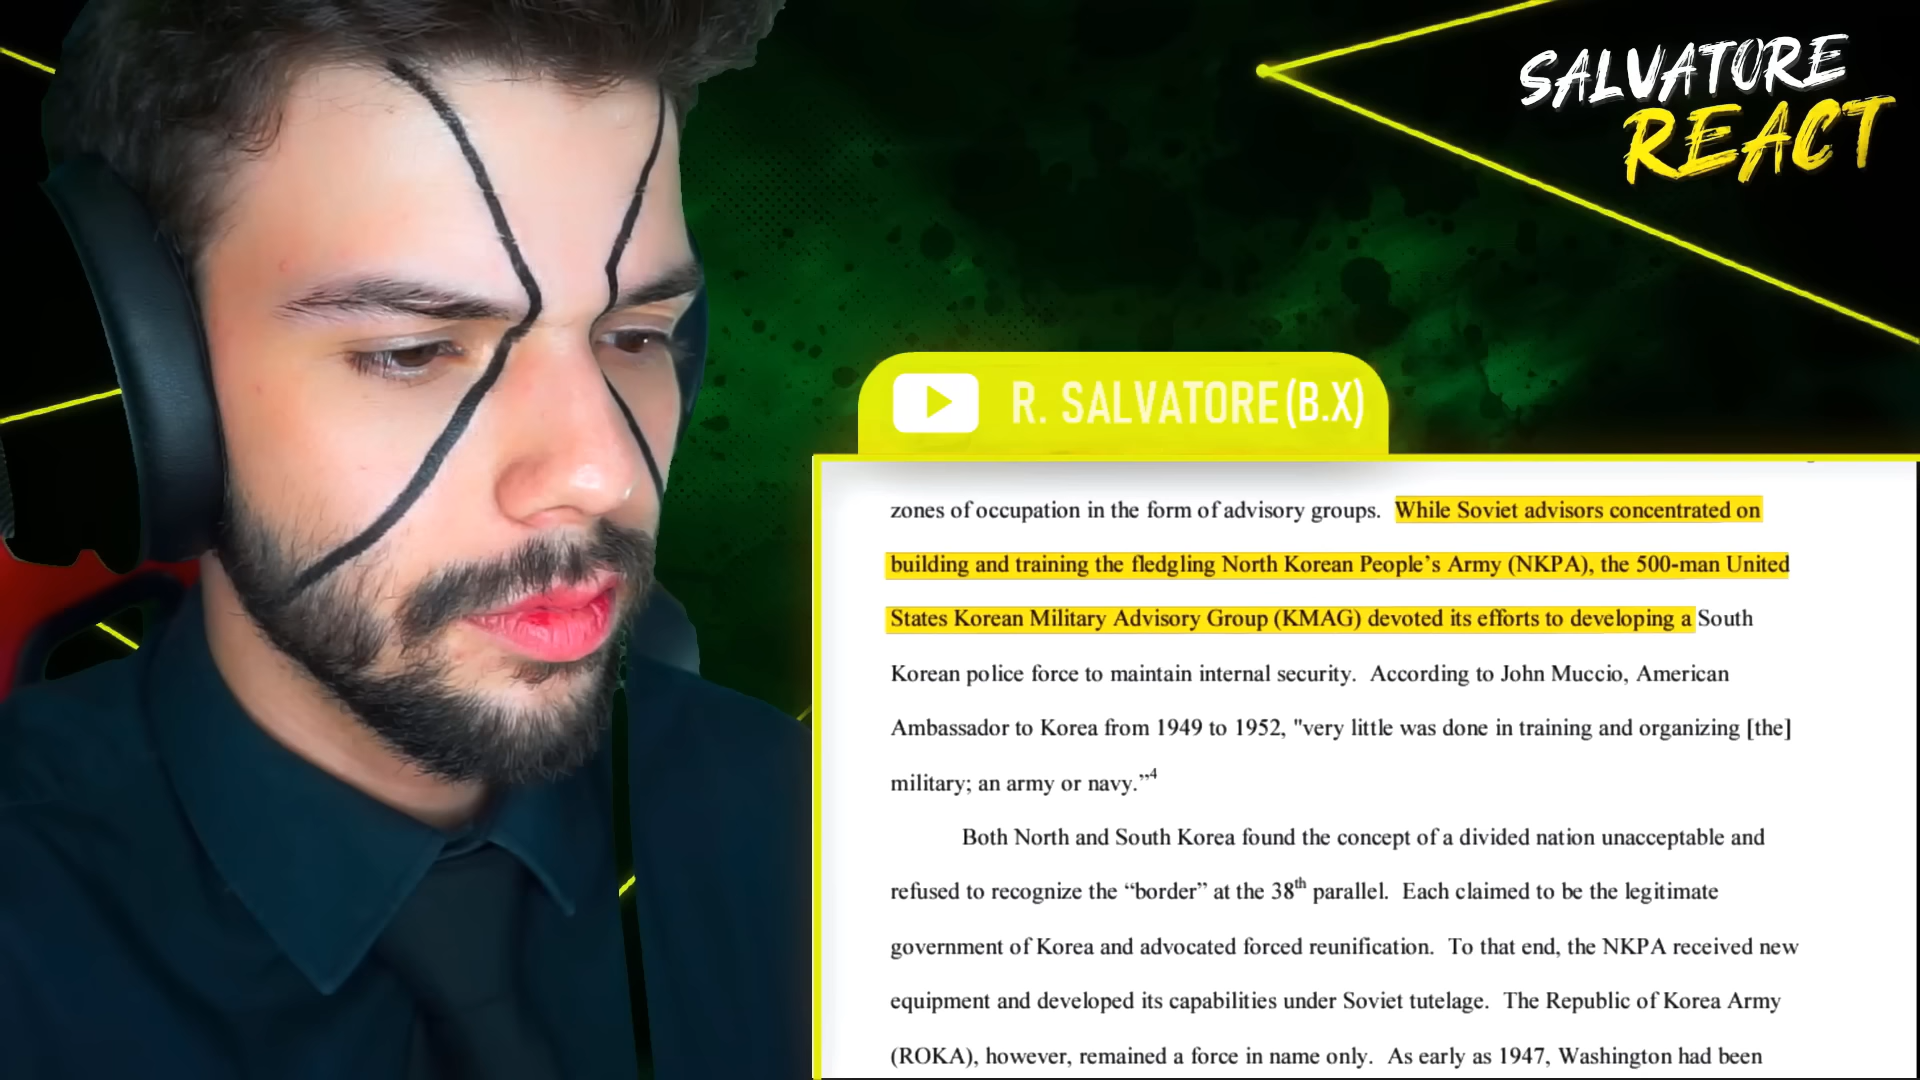 SALVATORE
REACT
R. SALVATORE(B.X)
zones of occupation in the form of advisory groups.  While Soviet advisors concentrated on
building and training the fledgling North Korean People’s Army (NKPA), the 500-man United
States Korean Military Advisory Group (KMAG) devoted its efforts to developing a South
Korean police force to maintain internal security.  According to John Muccio, American
Ambassador to Korea from 1949 to 1952, "very little was done in training and organizing [the]
military; an army or navy.”4
Both North and South Korea found the concept of a divided nation unacceptable and
refused to recognize the “border” at the 38th parallel.  Each claimed to be the legitimate
government of Korea and advocated forced reunification.  To that end, the NKPA received new
equipment and developed its capabilities under Soviet tutelage.  The Republic of Korea Army
(ROKA), however, remained a force in name only.  As early as 1947, Washington had been